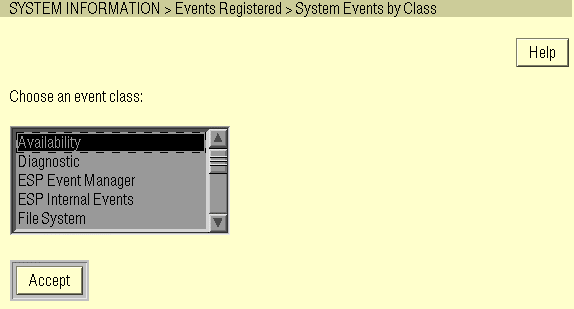 SYSTEM INFORMATION > Events Registered > System Events by Class
Help
Choose an event class:
Availability
Diagnostic
ESP Event Manager
ESP Internal Events
File System
Accept